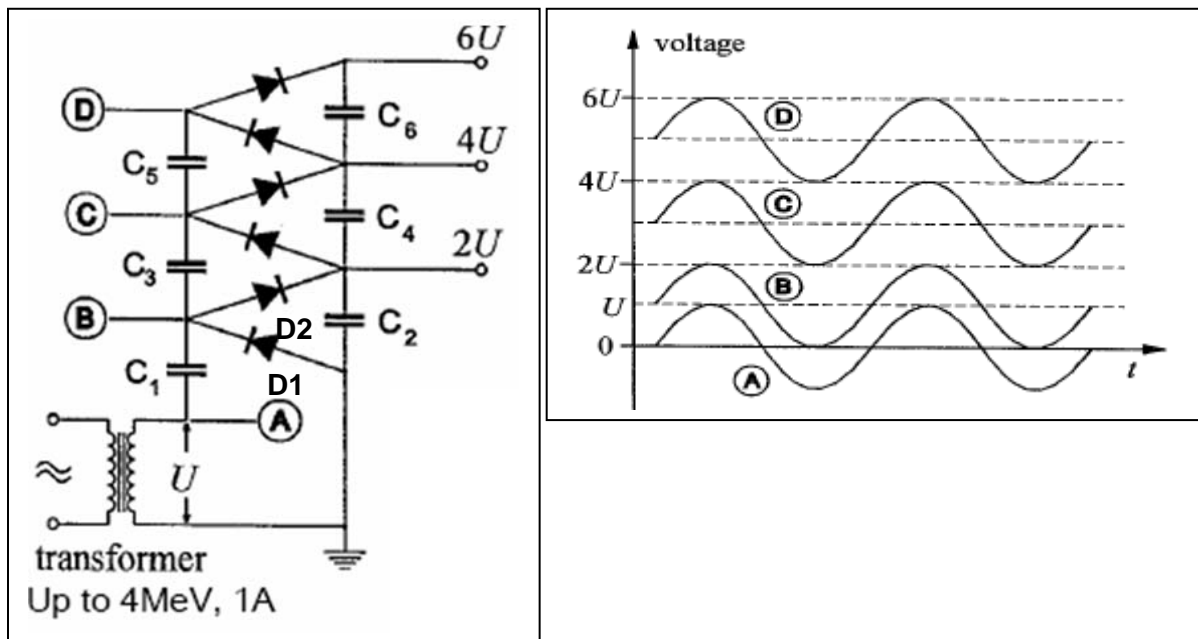 6U
D
C₆
4U
C₅
C
C₄
2U
C₃
B
D2
C₂
D1
C₁
A
U
transformer
Up to 4MeV, 1A
voltage
6U
D
4U
C
2U
B
U
0
A
t